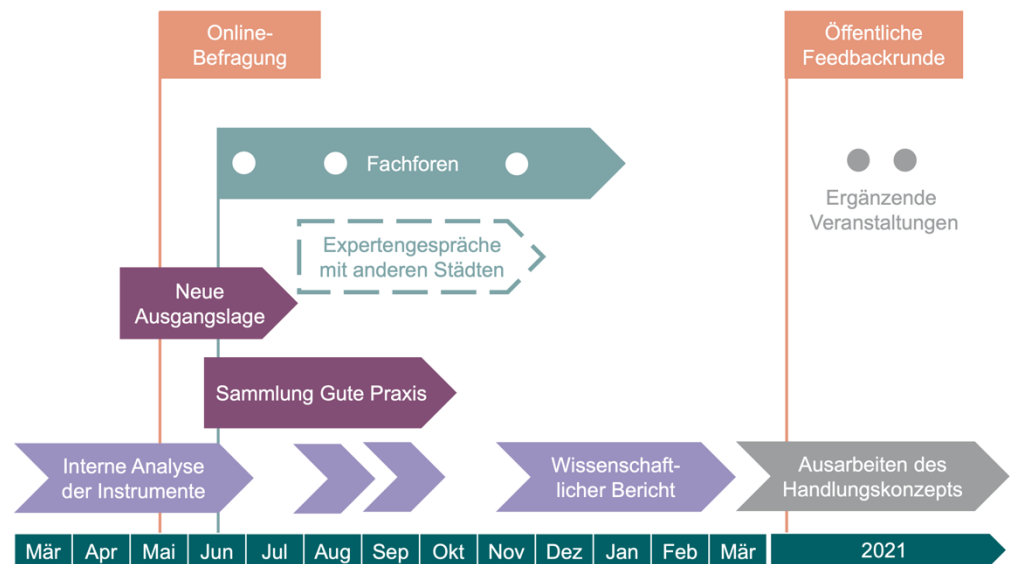 Online-
Befragung
Öffentliche
Feedbackrunde
Fachforen
Ergänzende
Veranstaltungen
Expertengespräche
mit anderen Städten
Neue
Ausgangslage
Sammlung Gute Praxis
Interne Analyse
der Instrumente
Wissenschaft-
licher Bericht
Ausarbeiten des
Handlungskonzepts
Mär Apr Mai Jun Jul Aug Sep Okt Nov Dez Jan Feb Mär 2021